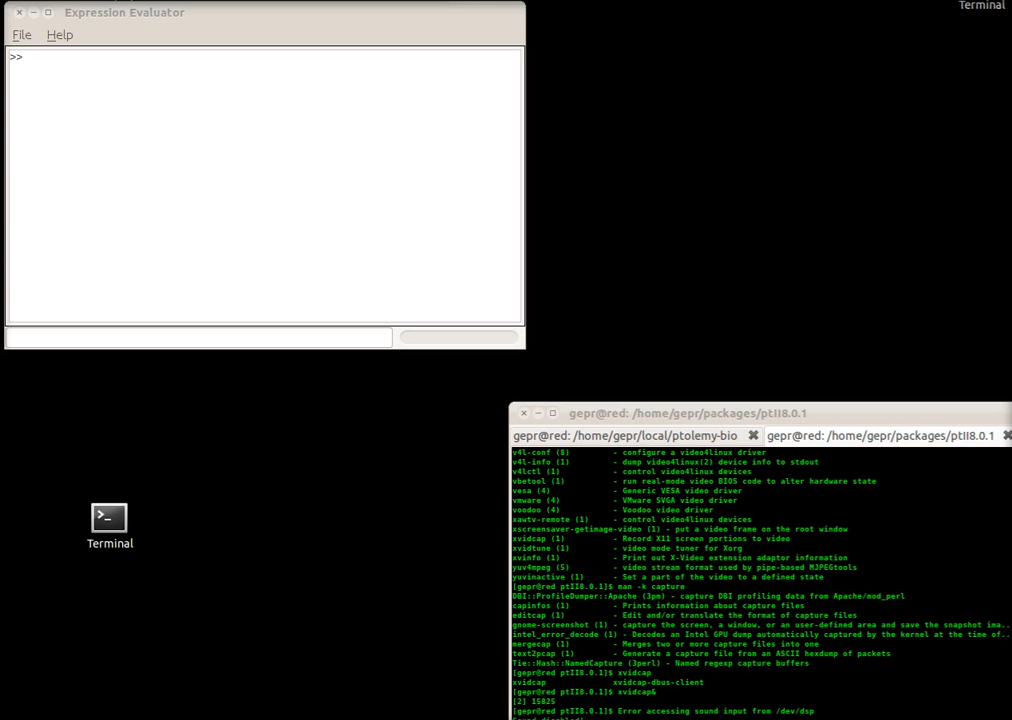 Expression Evaluator
File Help
>>
Terminal
Terminal
gepr@red: /home/gepr/packages/ptII8.0.1
gepr@red: /home/gepr/local/ptolemy-bio gepr@red: /home/gepr/packages/ptII8.0.1
v4l-conf (8) - configure a video4linux driver
v4l-info (1) - dump video4linux(2) device info to stdout
v4lctl (1) - control video4linux devices
vbetool (1) - run real-mode video BIOS code to alter hardware state
vesa (4) - Generic VESA video driver
vmware (4) - VMware SVGA video driver
voodoo (4) - Voodoo video driver
xawtv-remote (1) - control video4linux devices
xscreensaver-getimage-video (1) - put a video frame on the root window
xvidcap (1) - Record X11 screen portions to video
xvidtune (1) - video mode tuner for Xorg
xvinfo (1) - Print out X-Video extension adaptor information
yuv4mpeg (5) - video stream format used by pipe-based MJPEGtools
yuvinactive (1) - Set a part of the video to a defined state
[gepr@red ptII8.0.1]$ man -k capture
DBI::ProfileDumper::Apache (3pm) - capture DBI profiling data from Apache/mod_perl
capinfos (1) - Prints information about capture files
editcap (1) - Edit and/or translate the format of capture files
gnome-screenshot (1) - capture the screen, a window, or an user-defined area and save the snapshot ima..
intel_error_decode (1) - Decodes an Intel GPU dump automatically captured by the kernel at the time of..
mergecap (1) - Merges two or more capture files into one
text2pcap (1) - Generate a capture file from an ASCII hexdump of packets
Tie::Hash::NamedCapture (3perl) - Named regexp capture buffers
[gepr@red ptII8.0.1]$ xvidcap
xvidcap xvidcap-dbus-client
[gepr@red ptII8.0.1]$ xvidcap&
[2] 15825
[gepr@red ptII8.0.1]$ Error accessing sound input from /dev/dsp
Sound disabled!